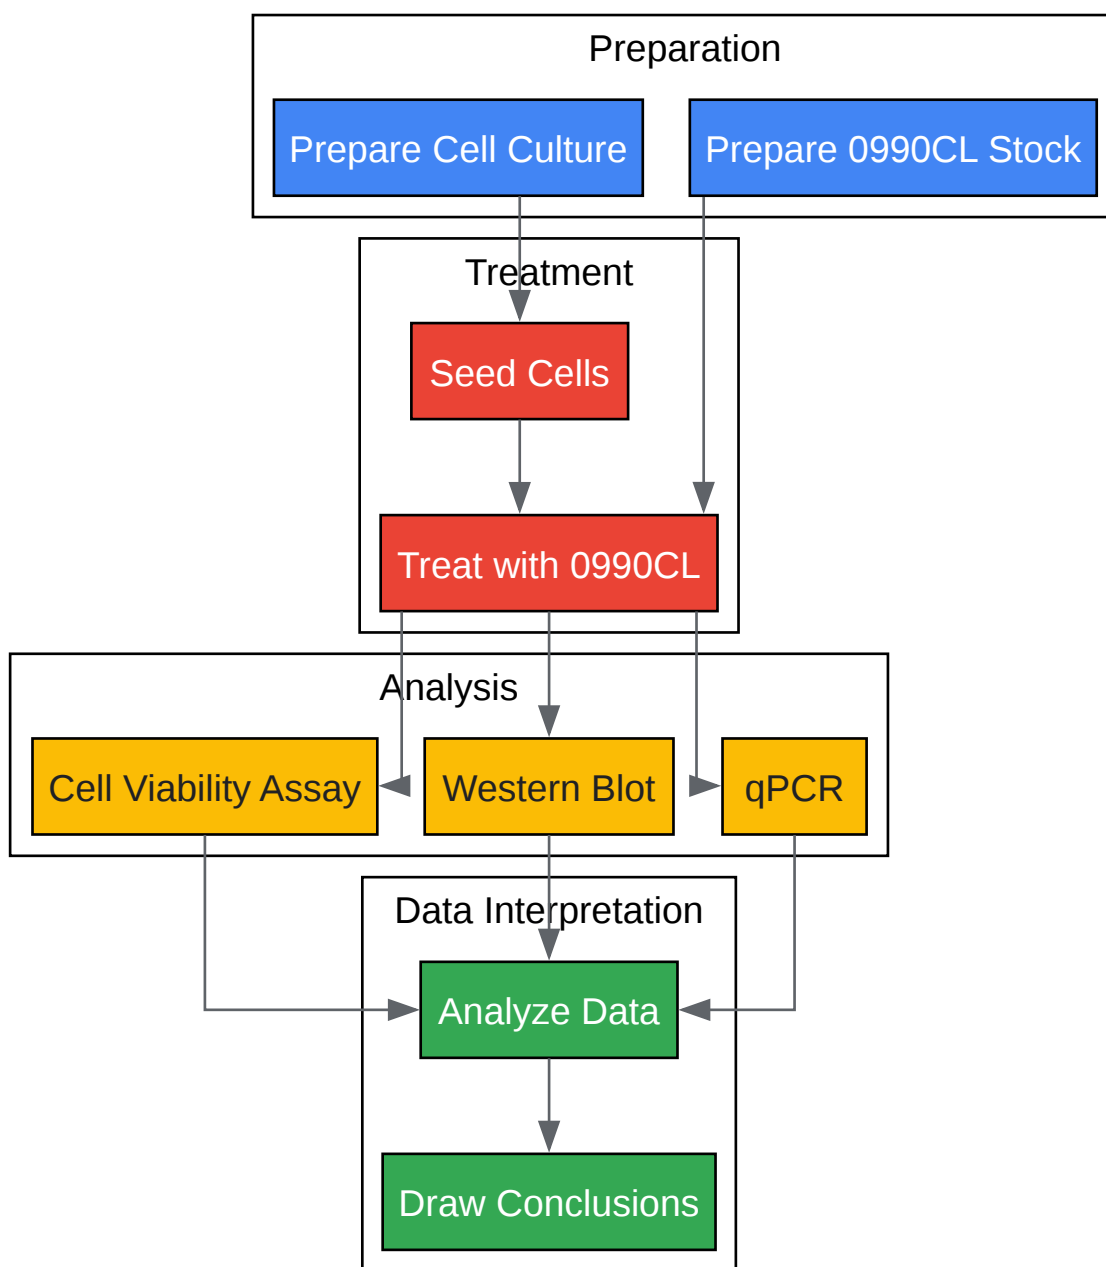 Preparation
Prepare Cell Culture
Prepare 0990CL Stock
Treatment
Seed Cells
Treat with 0990CL
Analysis
Cell Viability Assay
Western Blot
qPCR
Data Interpretation
Analyze Data
Draw Conclusions